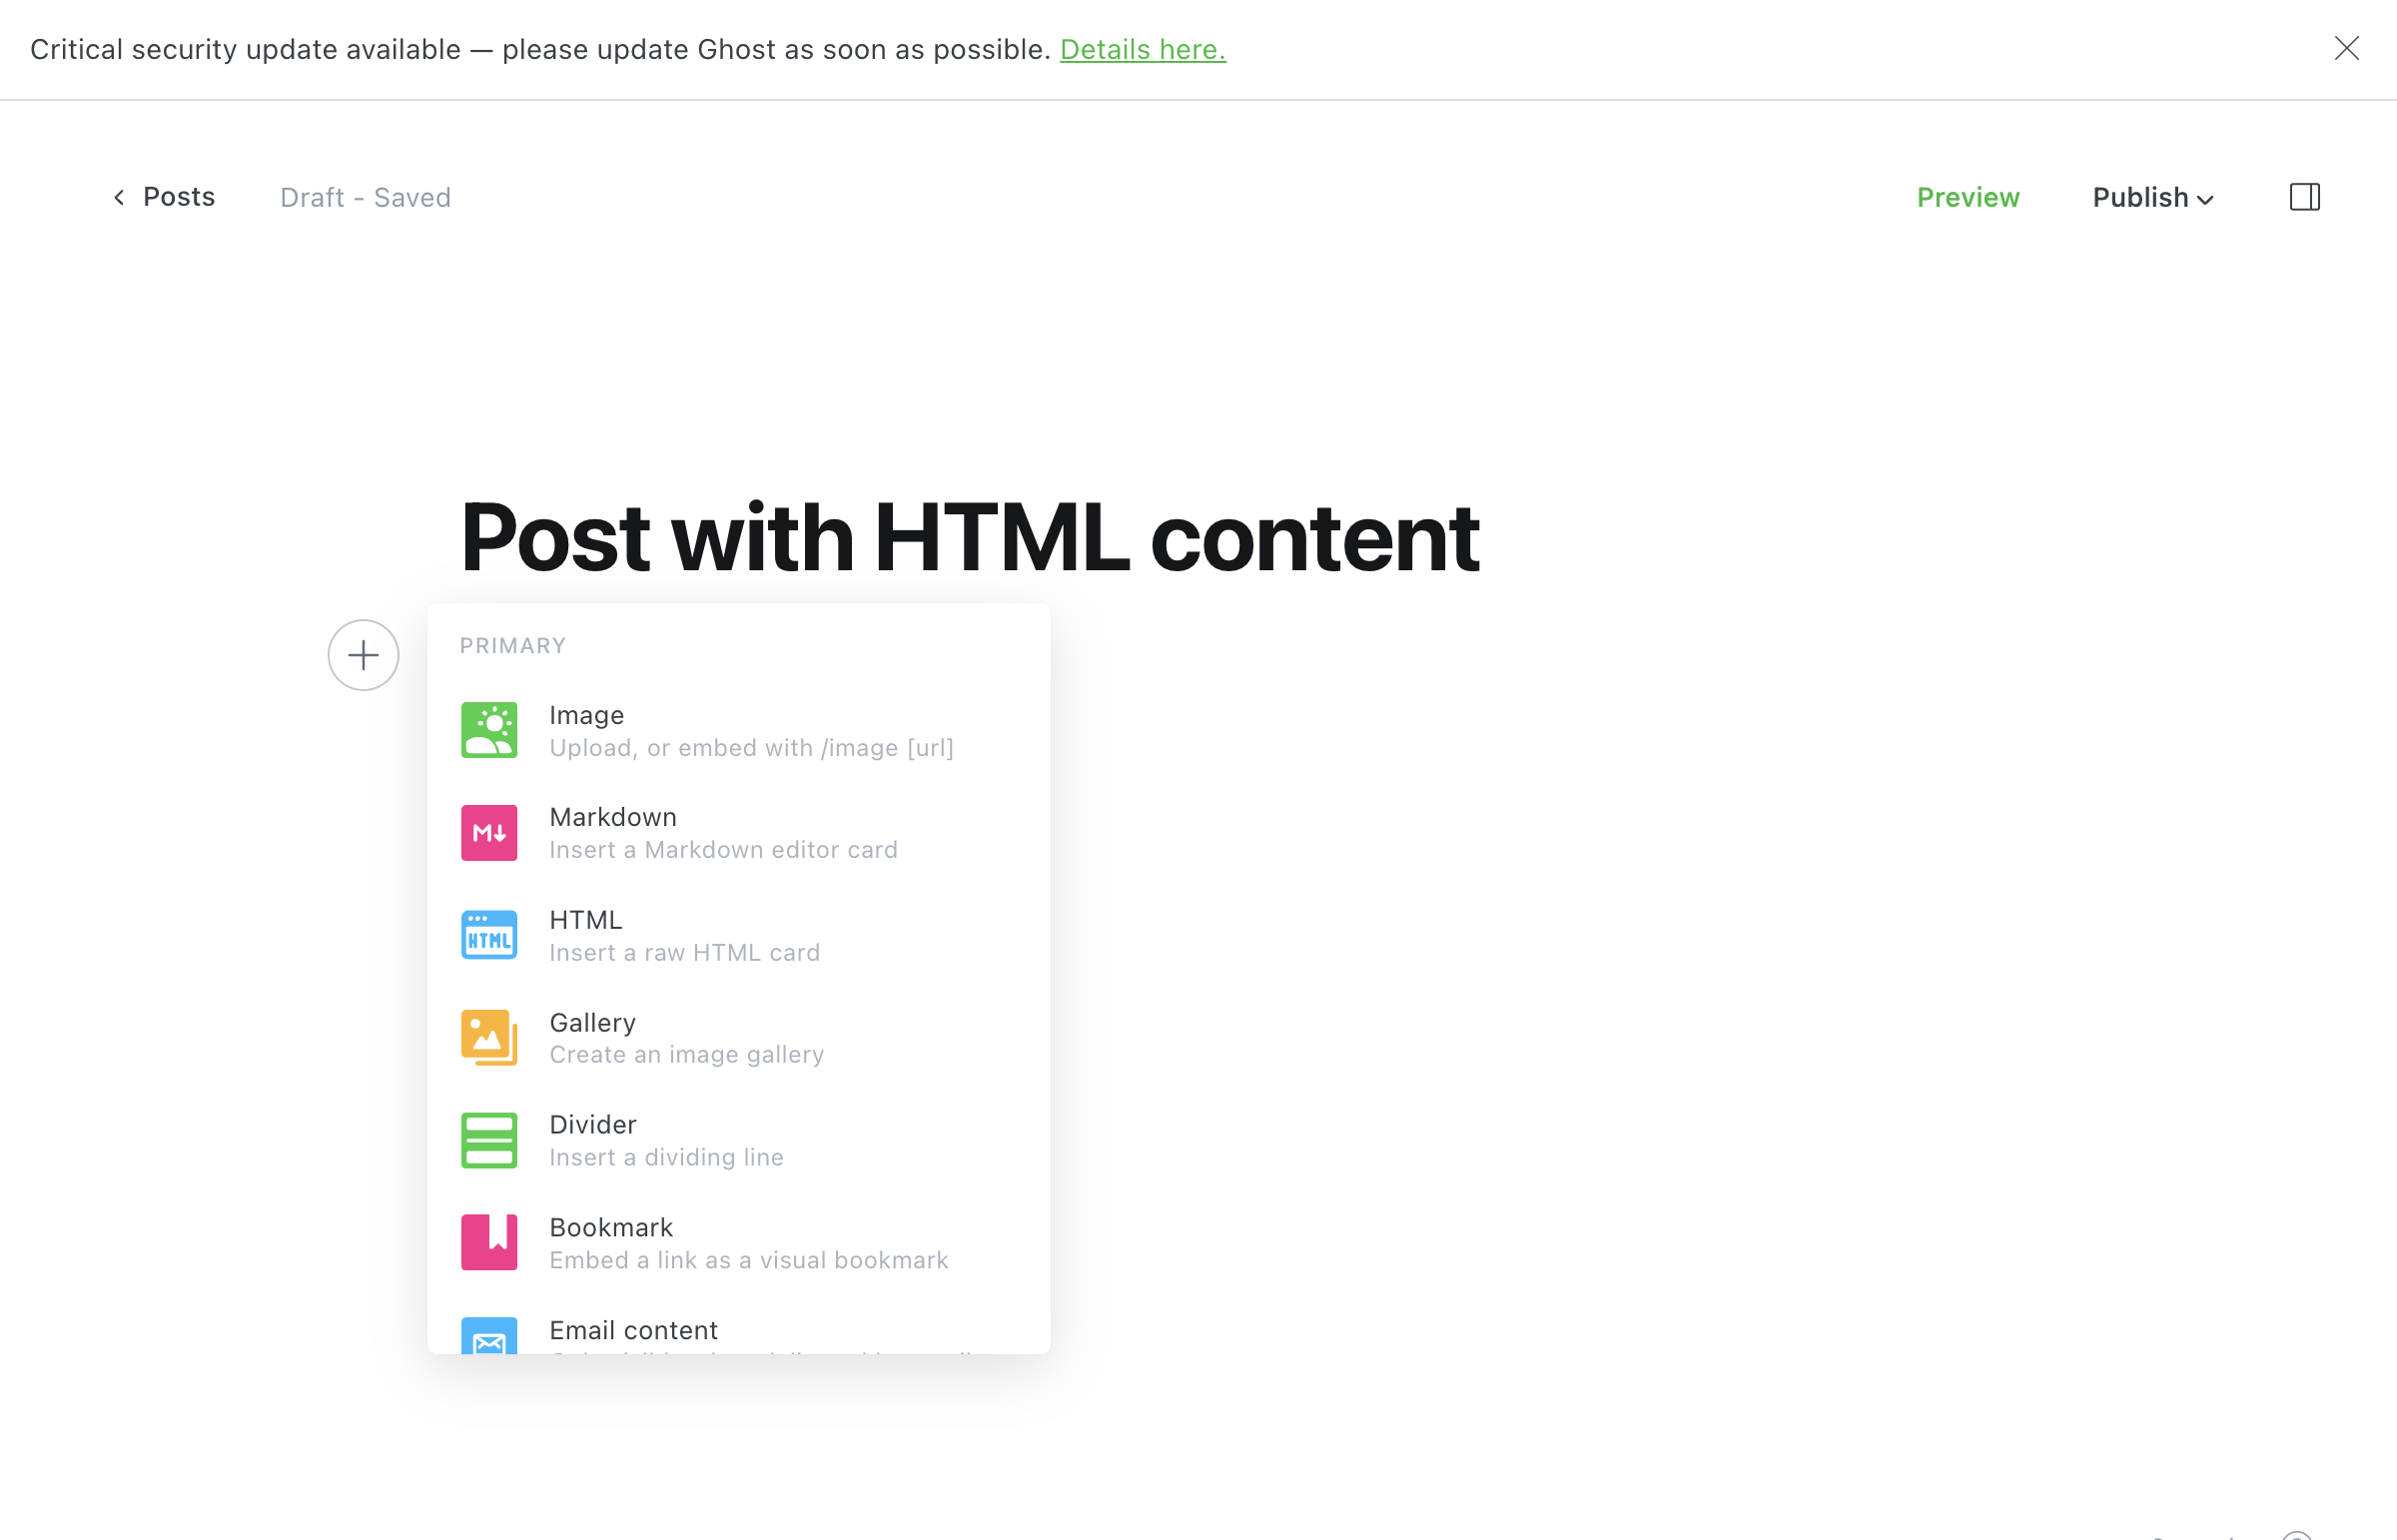 Critical security update available — please update Ghost as soon as possible. Details here.
Posts
Draft - Saved
Preview
Publish
Post with HTML content
PRIMARY
Image
Upload, or embed with /image [url]
M
Markdown
Insert a Markdown editor card
HTML
HTML
Insert a raw HTML card
Gallery
Create an image gallery
Divider
Insert a dividing line
Bookmark
Embed a link as a visual bookmark
Email content